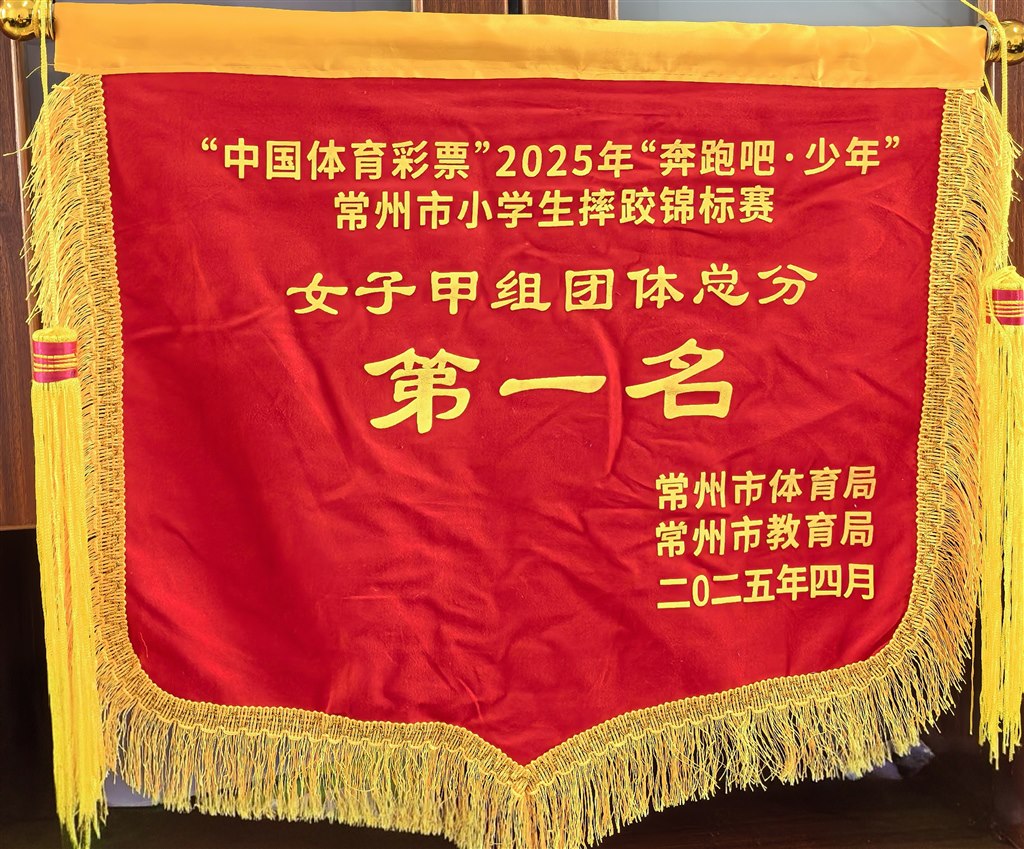 “中国体育彩票”2025年“奔跑吧·少年”
常州市小学生摔跤锦标赛
女子甲组团体总分
第一名
常州市体育局
常州市教育局
二0二五年四月